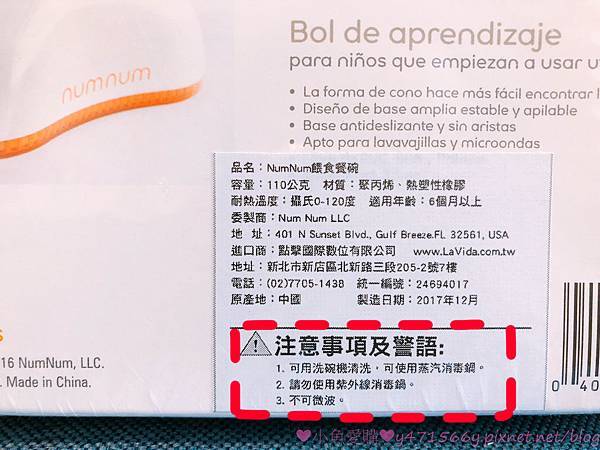 Bol de aprendizaje
para niños que empiezan a usar
numnum
• La forma de cono hace más fácil encontrar
• Diseño de base amplia estable y apilable
• Base antideslizante y sin aristas
• Apto para lavavajillas y microondas
品名：NumNum餵食餐碗
容量：110公克 材質：聚丙烯、熱塑性橡膠
耐熱溫度：攝氏0-120度 適用年齡：6個月以上
委製商：Num Num LLC
地 址：401 N Sunset Blvd., Gulf Breeze.FL 32561, USA
進口商：點擊國際數位有限公司 www.LaVida.com.tw
地址：新北市新店區北新路三段205-2號7樓
電話：(02)7705-1438 統一編號：24694017
原產地：中國 製造日期：2017年12月
注意事項及警語:
1. 可用洗碗機清洗，可使用蒸汽消毒鍋。
2. 請勿使用紫外線消毒鍋。
3. 不可微波。
16 NumNum, LLC.
. Made in China.
0 40
♥小魚愛臘♥y471566y.pixnet.net/blog